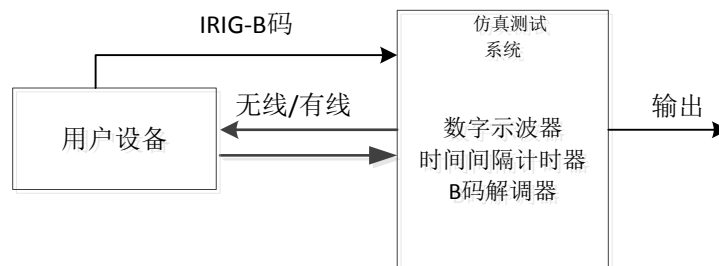 IRIG-B码
仿真测试
系统
无线/有线
输出
用户设备
数字示波器
时间间隔计时器
B码解调器